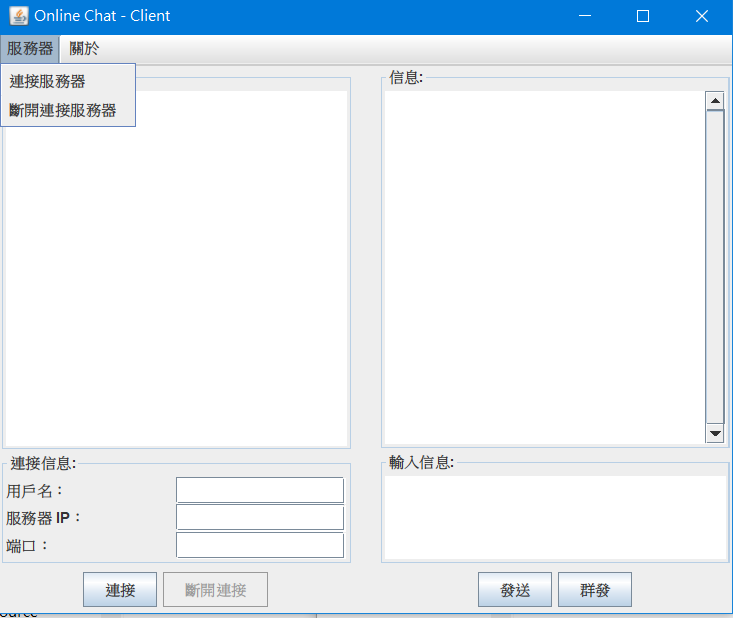 Online Chat - Client
服務器 關於
連接服務器
斷開連接服務器
信息:
連接信息:
用戶名：
服務器 IP：
端口：
連接 斷開連接
輸入信息:
發送 群發